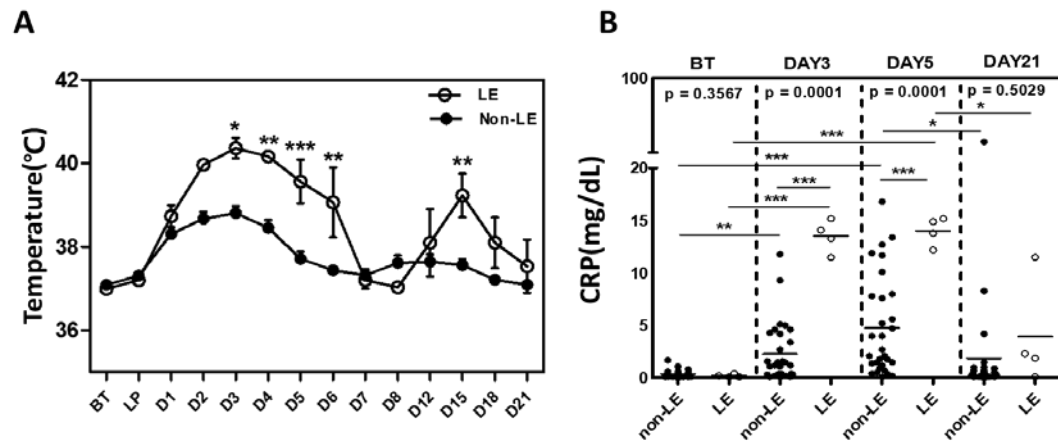 A
Temperature(°C)
42
40
38
36
LE
Non-LE
*
**
***
**
**
BT
LP
D1
D2
D3
D4
D5
D6
D7
D8
D12
D15
D18
D21
B
CRP(mg/dL)
BT DAY3 DAY5 DAY21
100
p = 0.3567 p = 0.0001 p = 0.0001 p = 0.5029
*
***
*
***
***
***
***
**
20
15
10
5
0
non-LE
LE
non-LE
LE
non-LE
LE
non-LE
LE